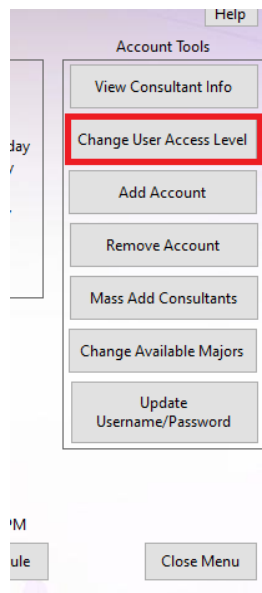 Help
Account Tools
View Consultant Info
day
Change User Access Level
Add Account
Remove Account
Mass Add Consultants
Change Available Majors
Update
Username/Password
PM
ule
Close Menu